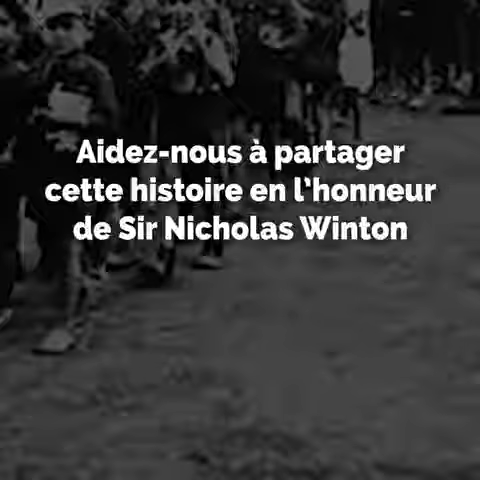 Aidez-nous à partager
cette histoire en l'honneur
de Sir Nicholas Winton